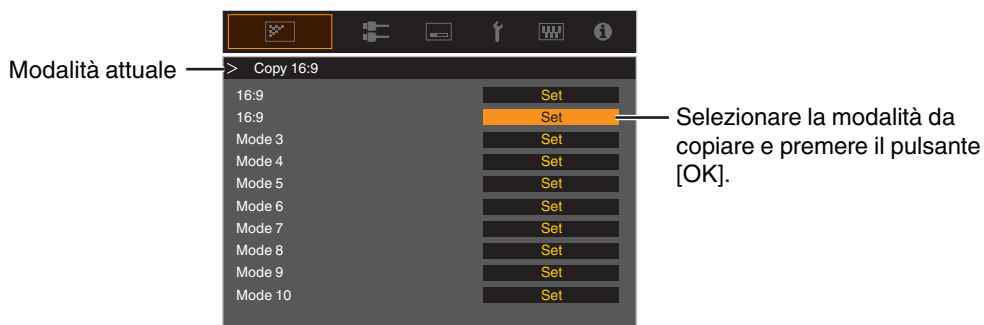 Modalità attuale
> Copy 16:9
16:9 Set
16:9 Set
Mode 3 Set
Mode 4 Set
Mode 5 Set
Mode 6 Set
Mode 7 Set
Mode 8 Set
Mode 9 Set
Mode 10 Set
Selezionare la modalità da
copiare e premere il pulsante
[OK].